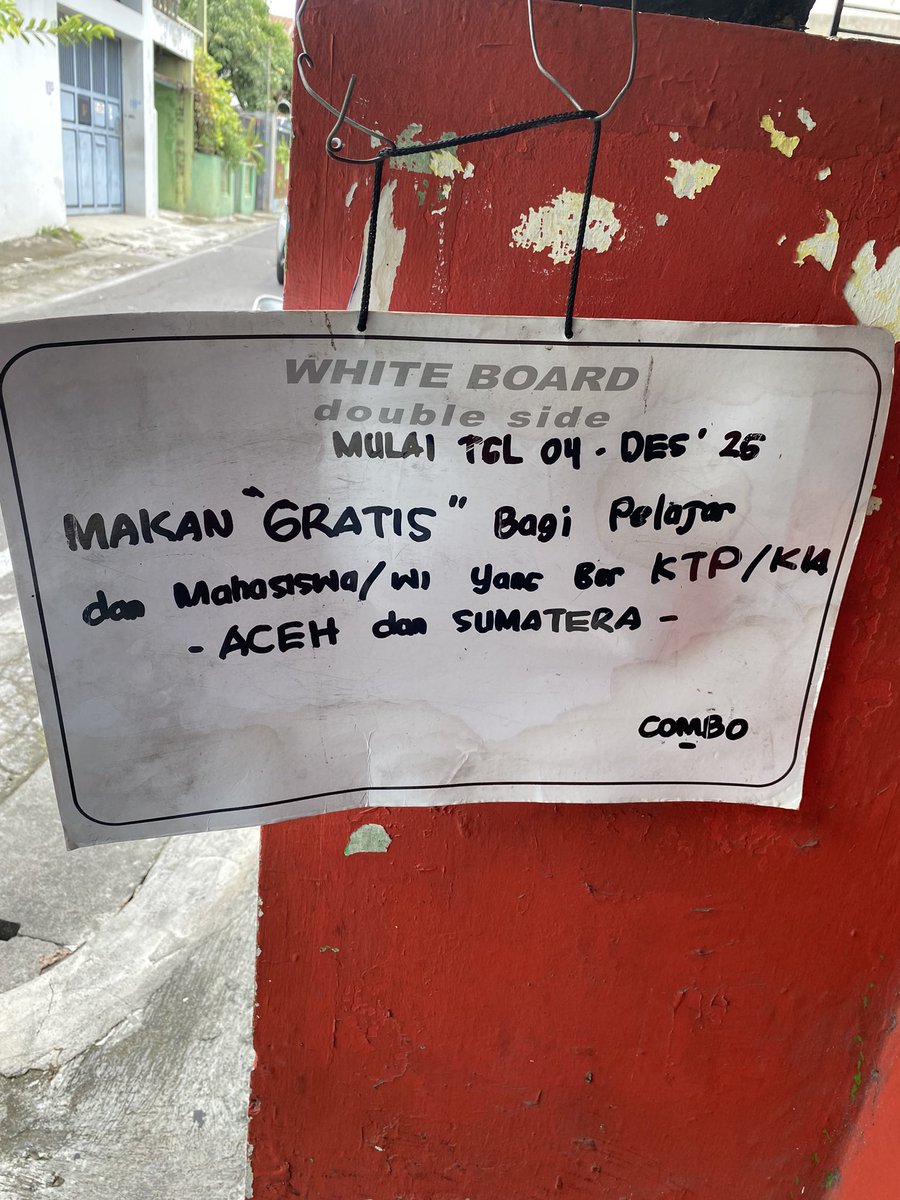 WHITE BOARD
double side
MULAI TGL 04 - DES' 25
MAKAN "GRATIS" Bagi Pelajar
dan Mahasiswa/wi yang Ber KTP/KIA
- ACEH dan SUMATERA -
COMBO